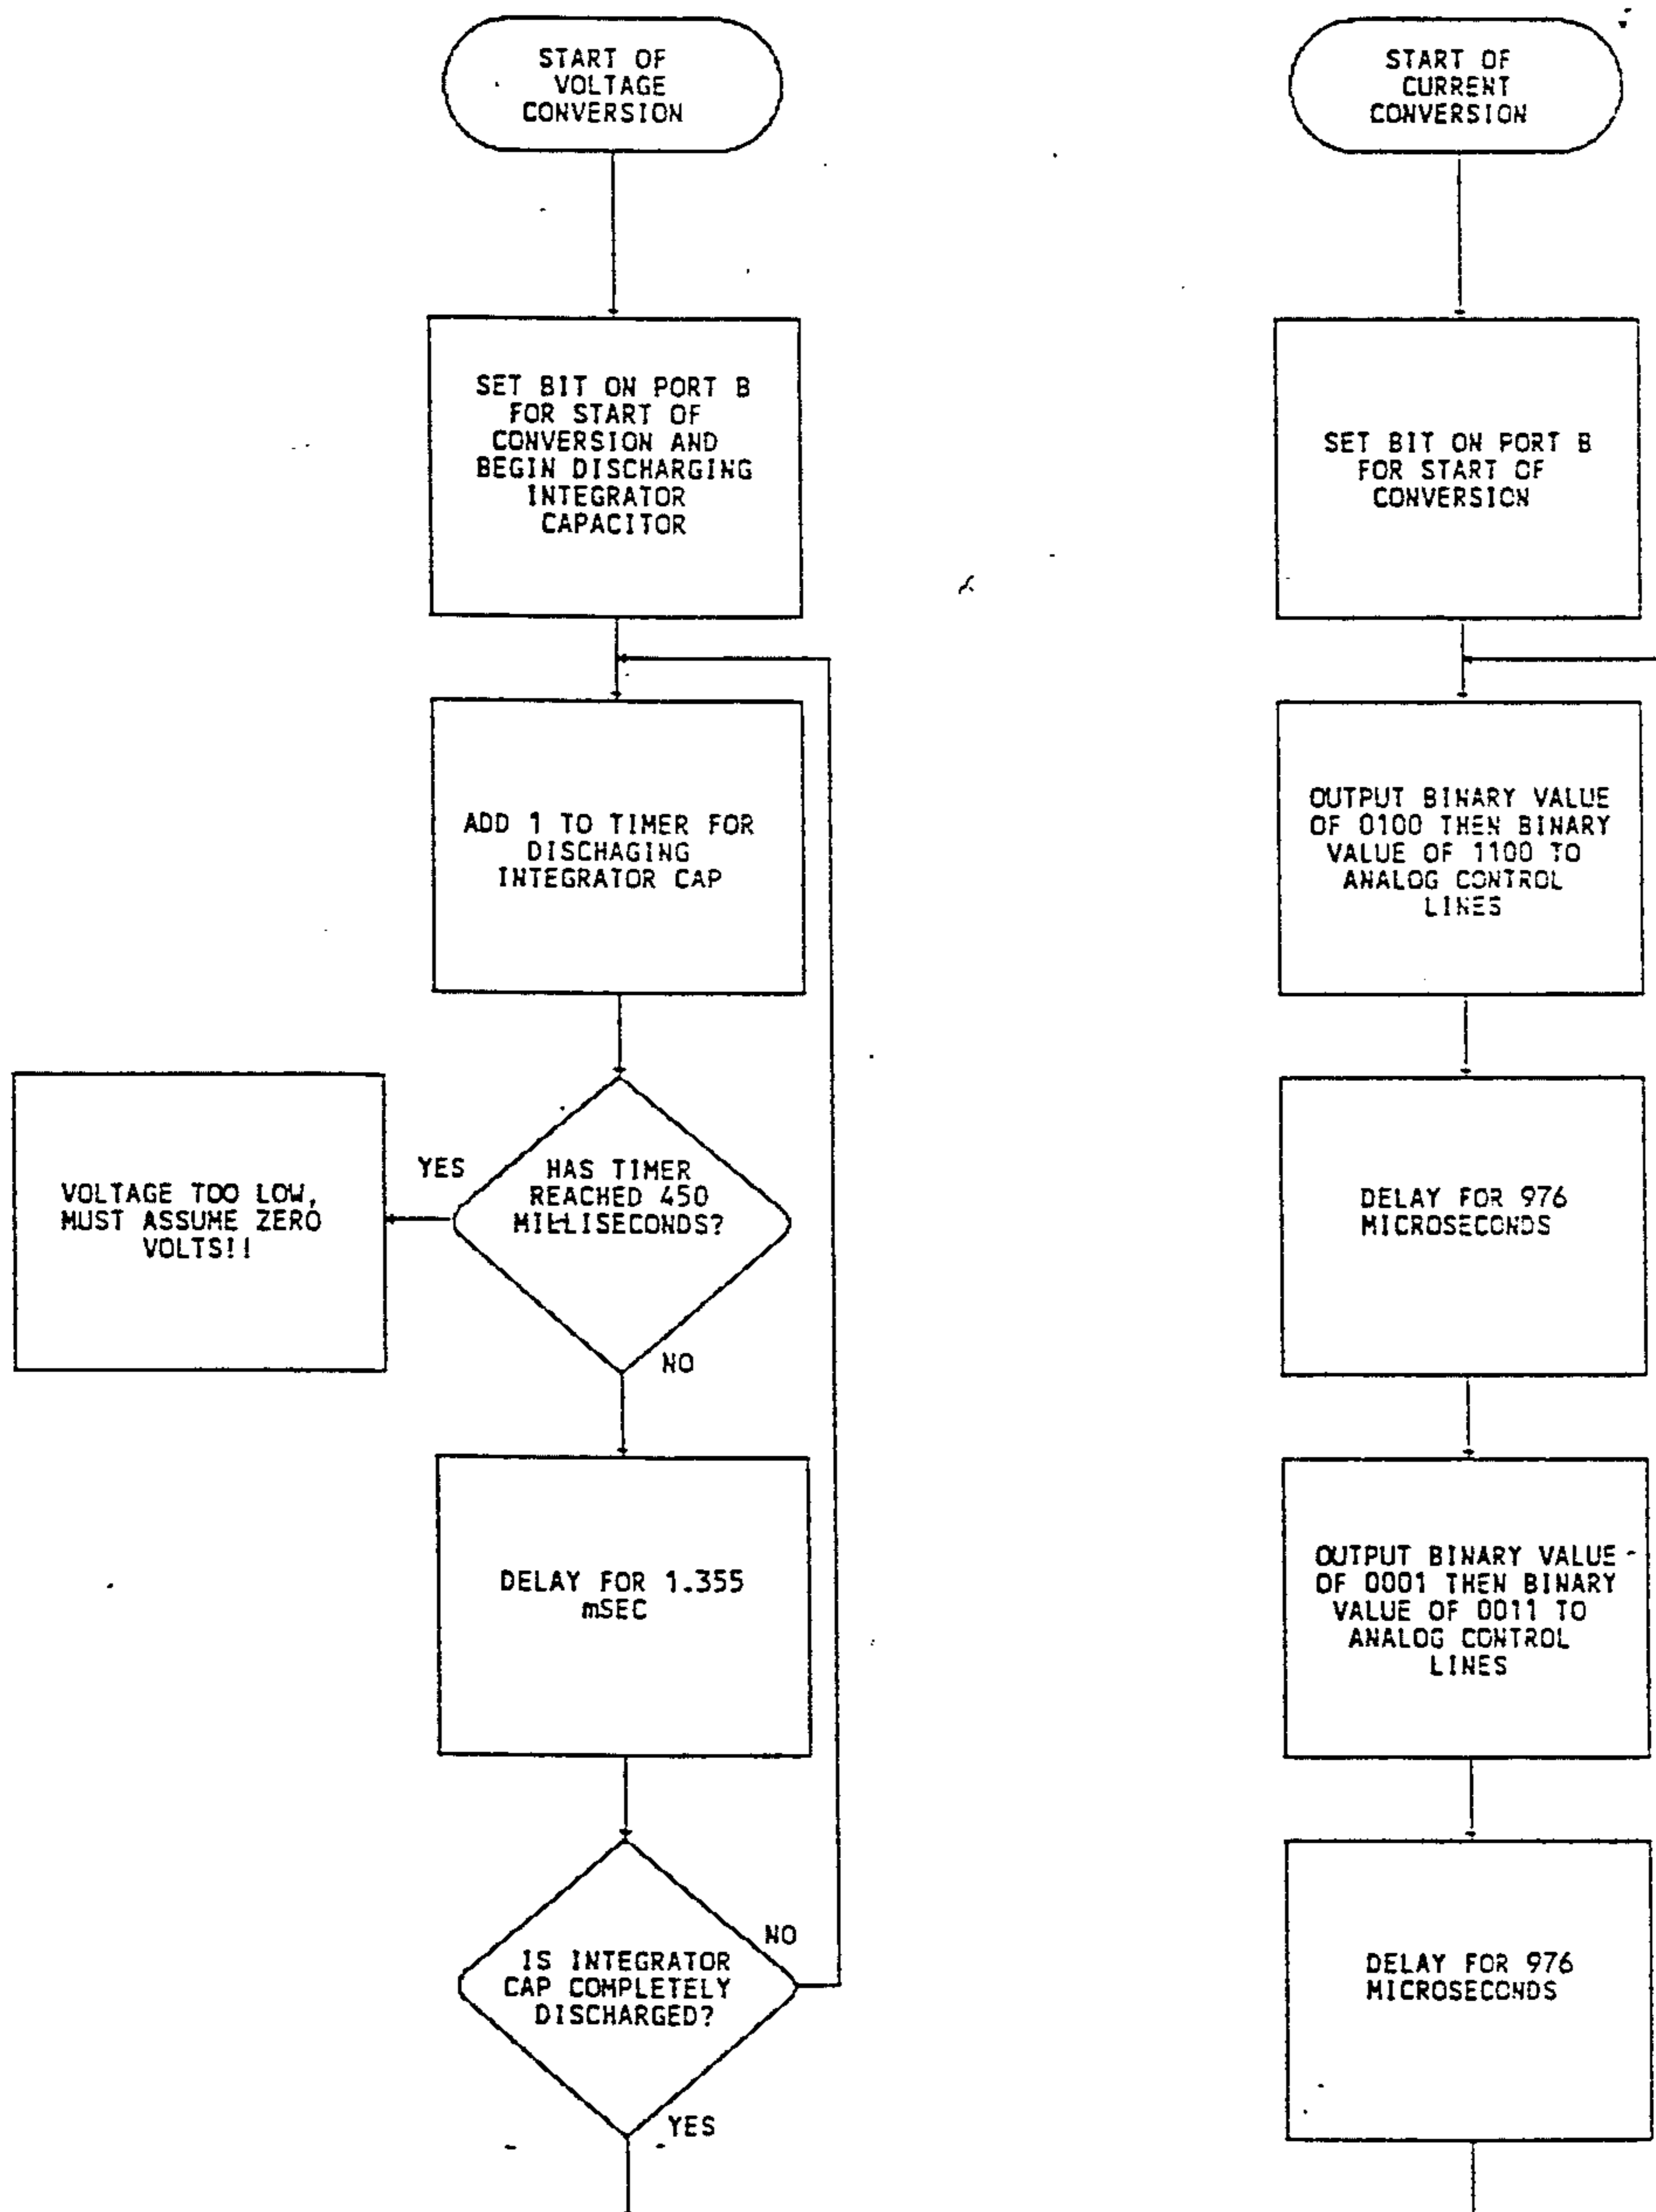 START OF
VOLTAGE
CONVERSION
SET BIT ON PORT B
FOR START OF
CONVERSION AND
BEGIN DISCHARGING
INTEGRATOR
CAPACITOR
ADD 1 TO TIMER FOR
DISCHAGING
INTEGRATOR CAP
HAS TIMER
REACHED 450
MILLISECONDS?
YES
VOLTAGE TOO LOW,
MUST ASSUME ZERO
VOLTS!!
NO
DELAY FOR 1.355
mSEC
IS INTEGRATOR
CAP COMPLETELY
DISCHARGED?
NO
YES
START OF
CURRENT
CONVERSION
SET BIT ON PORT B
FOR START OF
CONVERSION
OUTPUT BINARY VALUE
OF 0100 THEN BINARY
VALUE OF 1100 TO
ANALOG CONTROL
LINES
DELAY FOR 976
MICROSECONDS
OUTPUT BINARY VALUE
OF 0001 THEN BINARY
VALUE OF 0011 TO
ANALOG CONTROL
LINES
DELAY FOR 976
MICROSECONDS